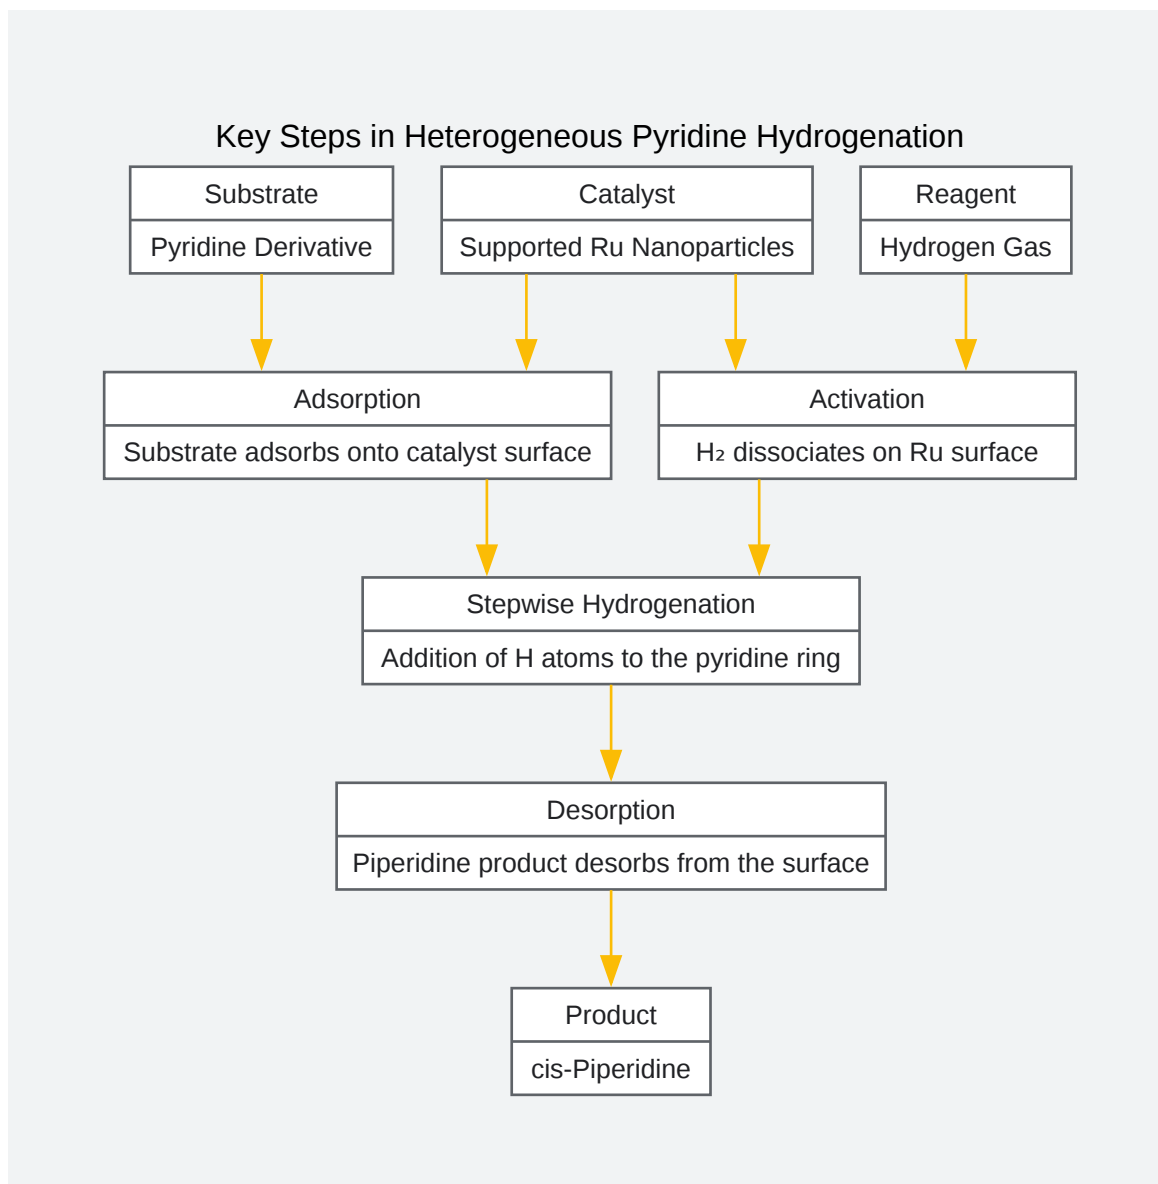 Key Steps in Heterogeneous Pyridine Hydrogenation
Substrate
Pyridine Derivative
Catalyst
Supported Ru Nanoparticles
Reagent
Hydrogen Gas
Adsorption
Substrate adsorbs onto catalyst surface
Activation
H₂ dissociates on Ru surface
Stepwise Hydrogenation
Addition of H atoms to the pyridine ring
Desorption
Piperidine product desorbs from the surface
Product
cis-Piperidine